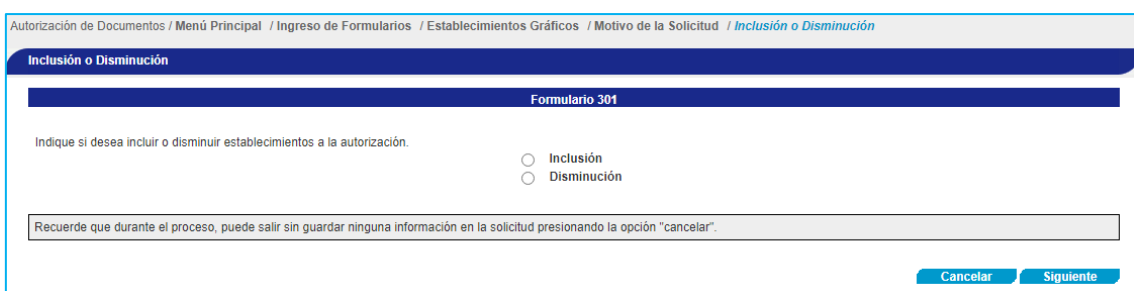 Autorización de Documentos / Menú Principal / Ingreso de Formularios / Establecimientos Gráficos / Motivo de la Solicitud / Inclusión o Disminución
Inclusión o Disminución
Formulario 301
Indique si desea incluir o disminuir establecimientos a la autorización.
Inclusión
Disminución
Recuerde que durante el proceso, puede salir sin guardar ninguna información en la solicitud presionando la opción "cancelar".
Cancelar Siguiente